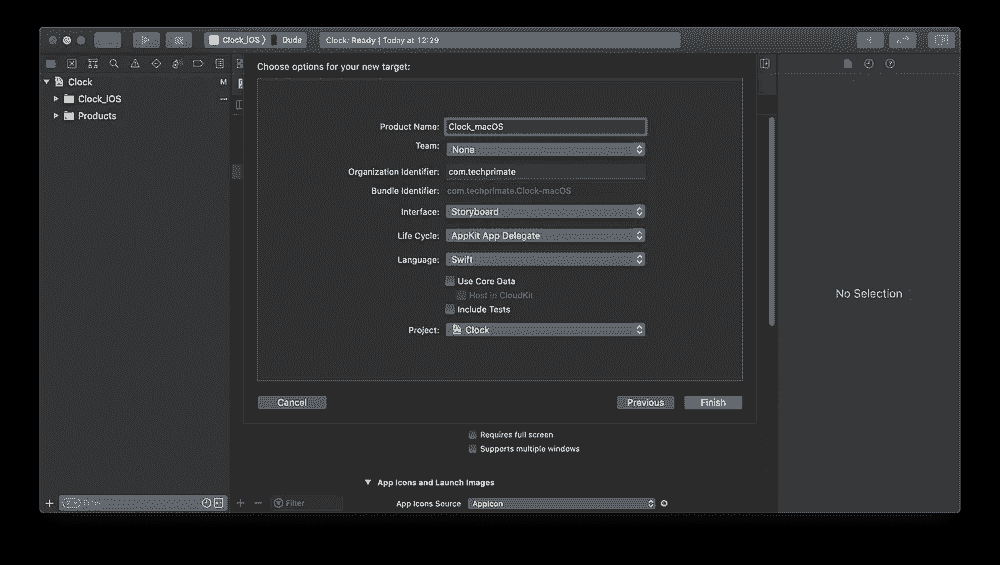 Clock_iOS ⟩ Dude
Clock: Ready | Today at 12:29
Choose options for your new target:
Clock
M
Clock_iOS
Products
Product Name: Clock_macOS
Team: None
Organization Identifier: com.techprimate
Bundle Identifier: com.techprimate.Clock-macOS
Interface: Storyboard
Life Cycle: AppKit App Delegate
Language: Swift
Use Core Data
Host in CloudKit
Include Tests
Project: Clock
No Selection
Cancel
Previous
Finish
Requires full screen
Supports multiple windows
App Icons and Launch Images
App Icons Source AppIcon
Filter